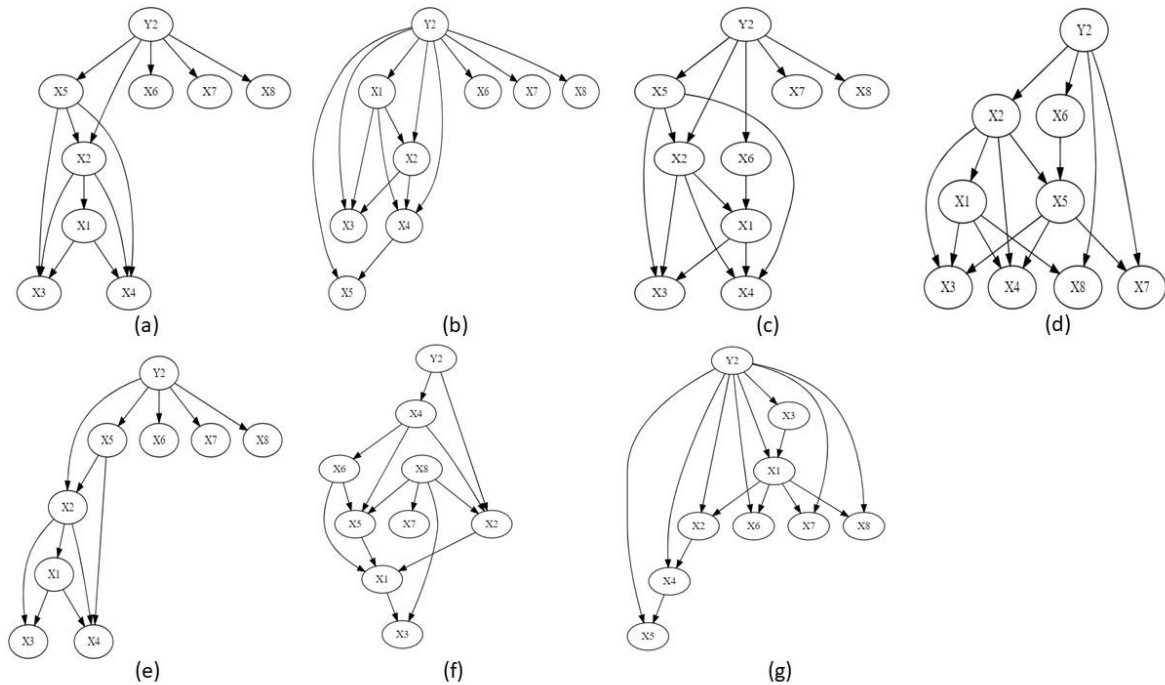 Y2 Y2 Y2 Y2
X5 X6 X7 X8 X1 X6 X7 X8 X5 X7 X8 X2 X6
X2 X2 X2 X6
X1 X3 X4 X1 X1 X5
X3 X4 X5 X3 X4 X3 X4 X8 X7
(a) (b) (c) (d)
Y2 Y2 Y2
X5 X6 X7 X8 X4 X3
X2 X6 X8 X1
X5 X7 X2 X2 X6 X7 X8
X1 X1 X4
X3 X4 X3 X5
(e) (f) (g)